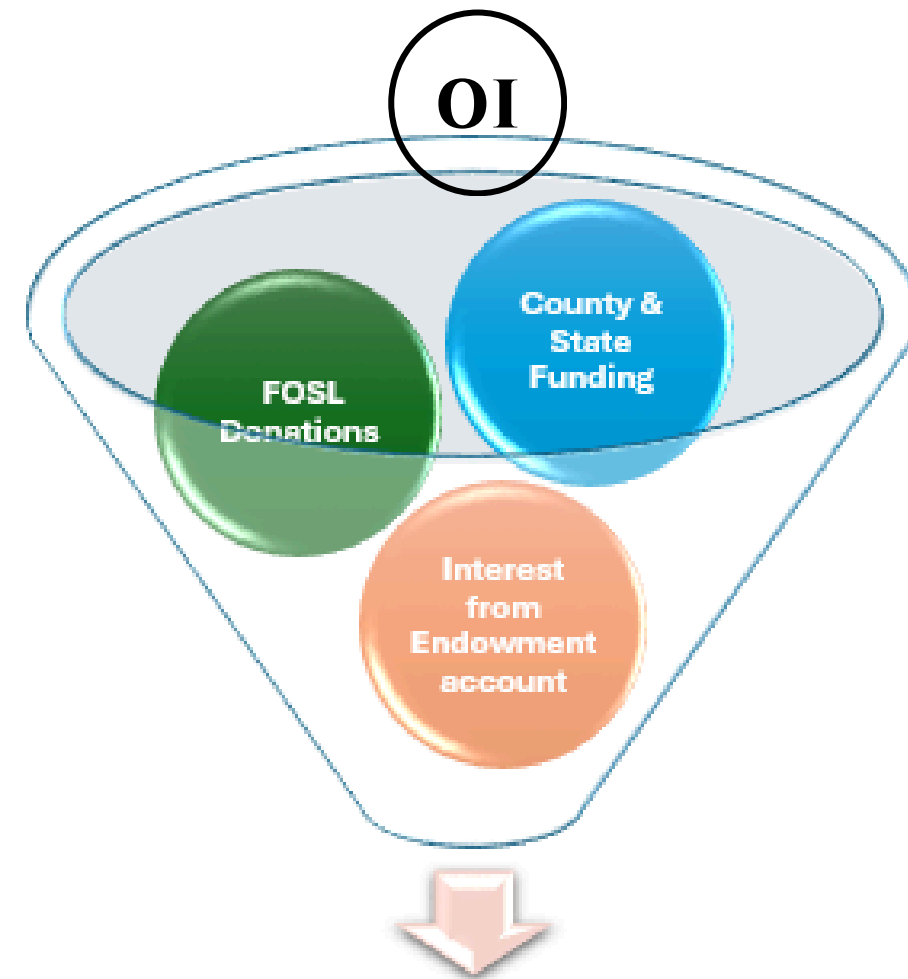 OI
County &
State
Funding
FOSL
Donations
Interest
from
Endowment
account